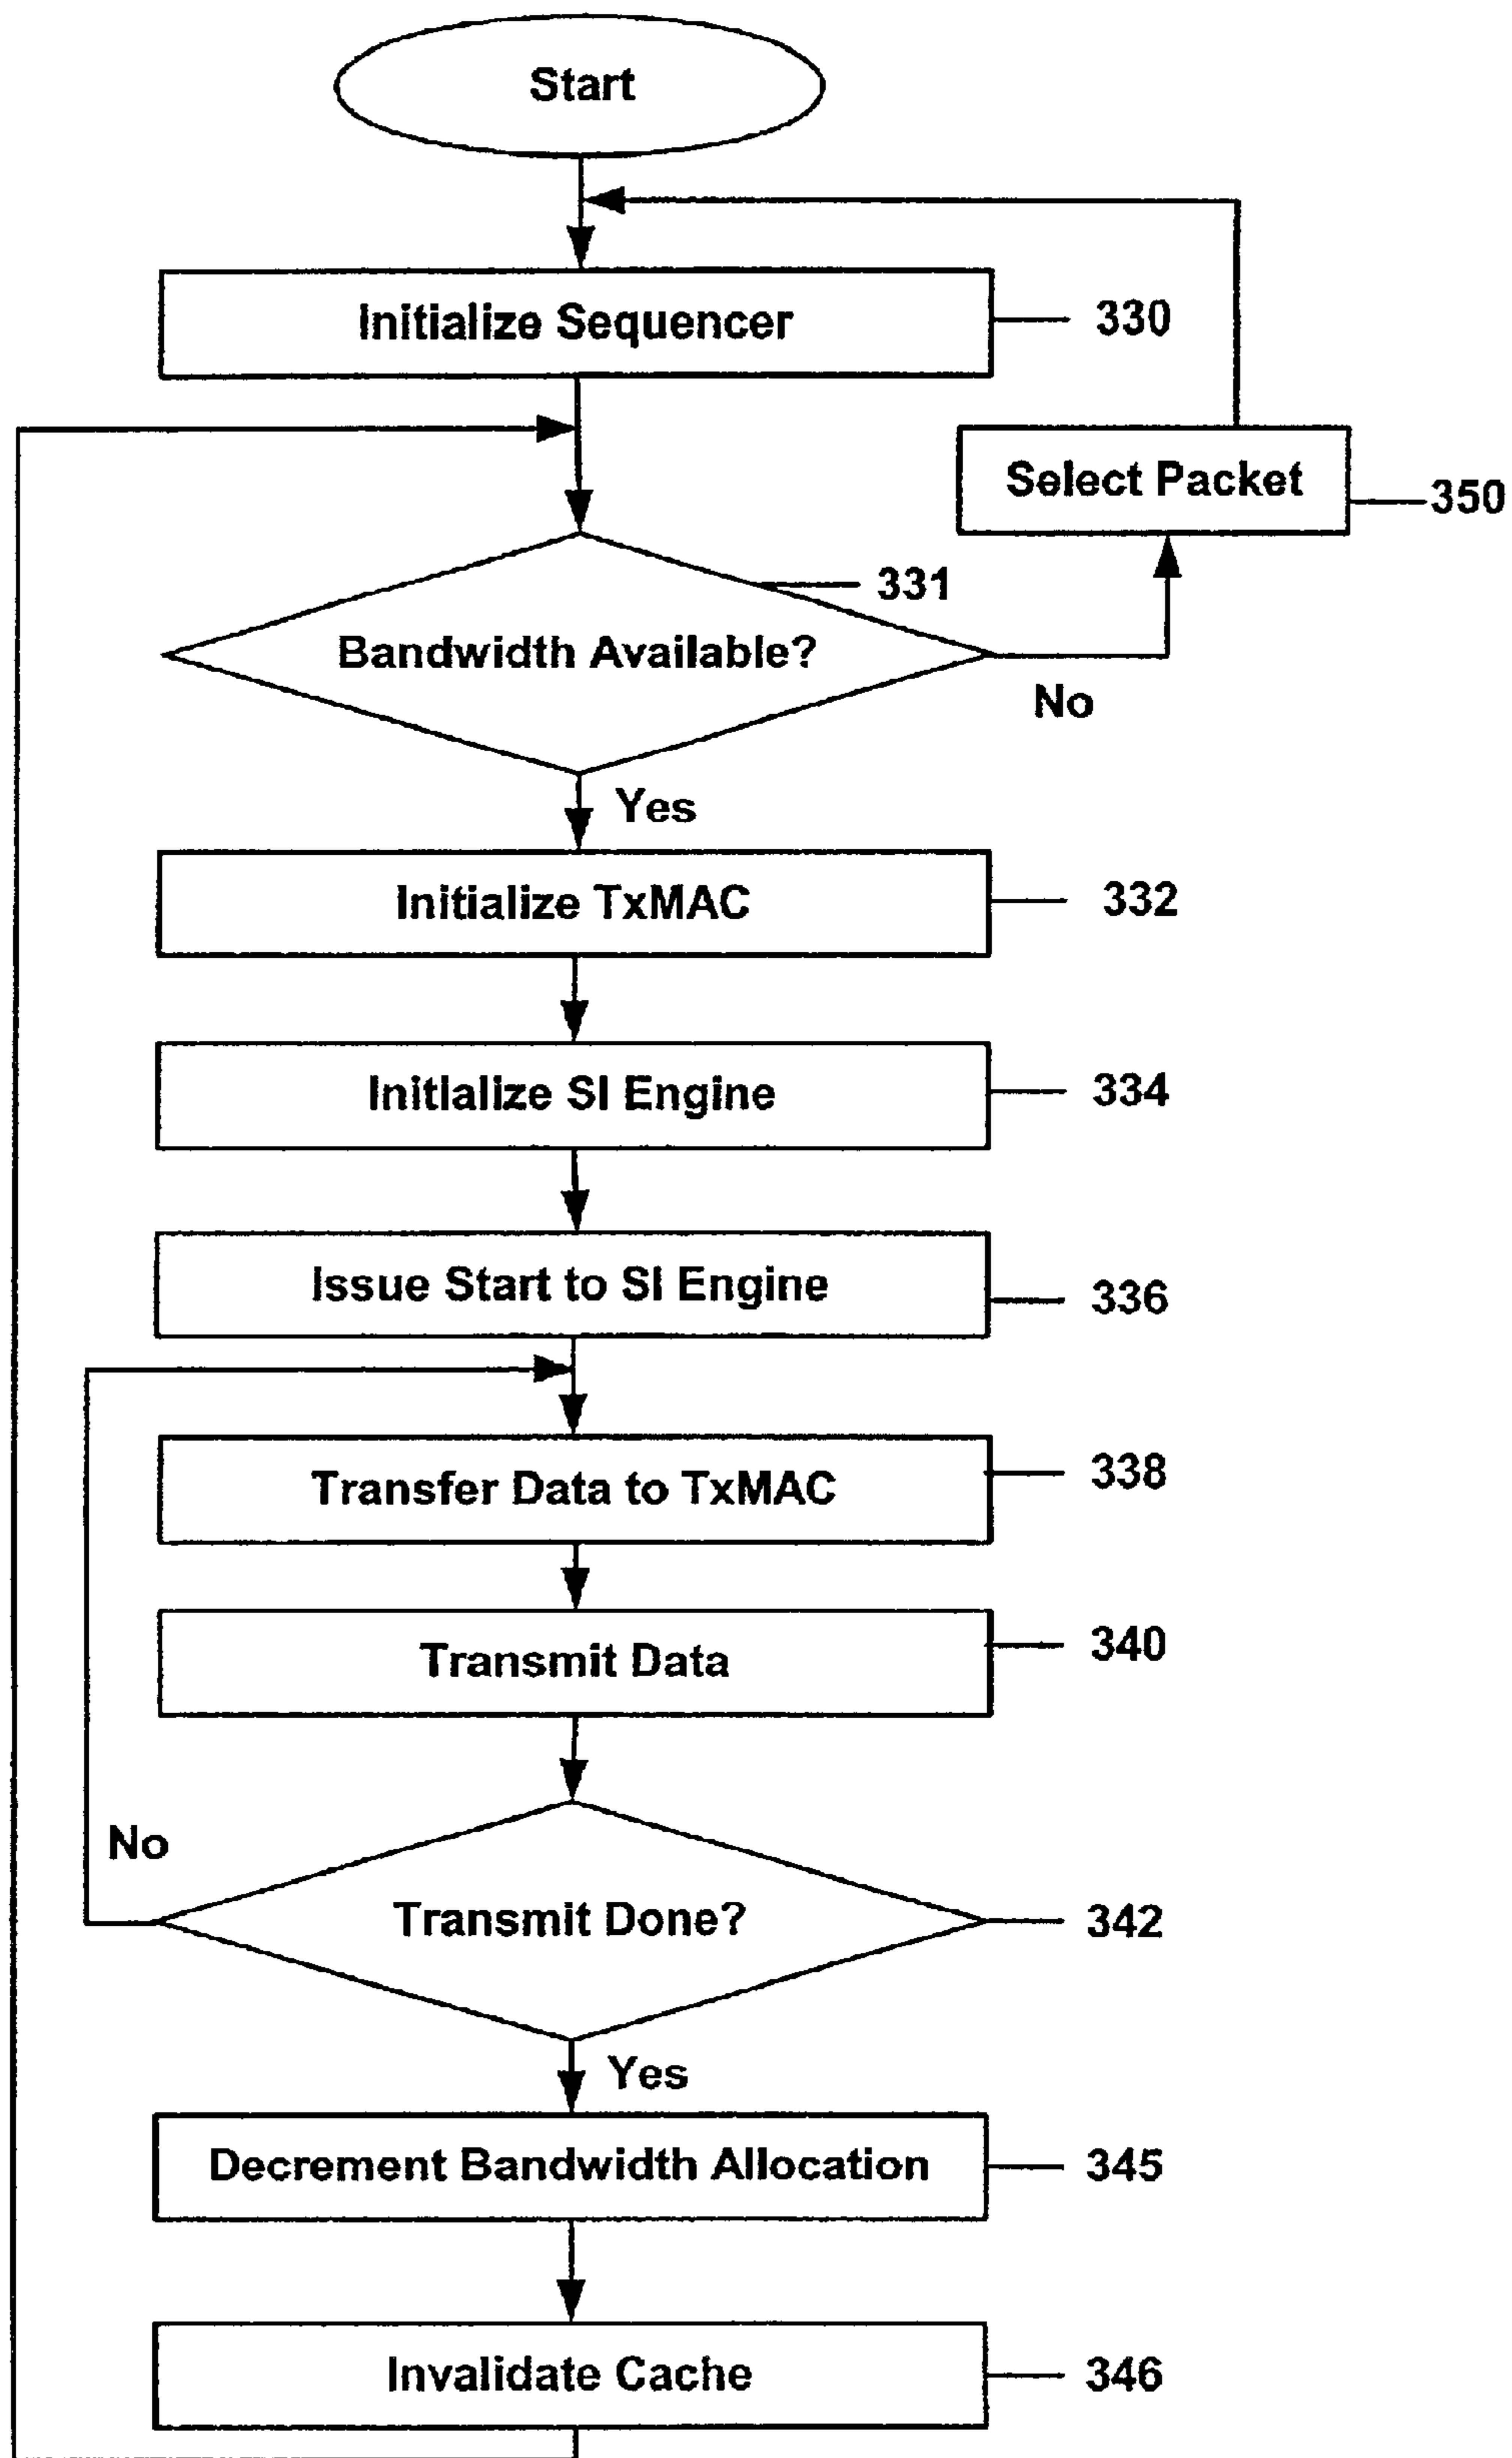 Start
Initialize Sequencer
330
Select Packet
350
331
Bandwidth Available?
No
Yes
Initialize TxMAC
332
Initialize SI Engine
334
Issue Start to SI Engine
336
Transfer Data to TxMAC
338
Transmit Data
340
No
Transmit Done?
342
Yes
Decrement Bandwidth Allocation
345
Invalidate Cache
346